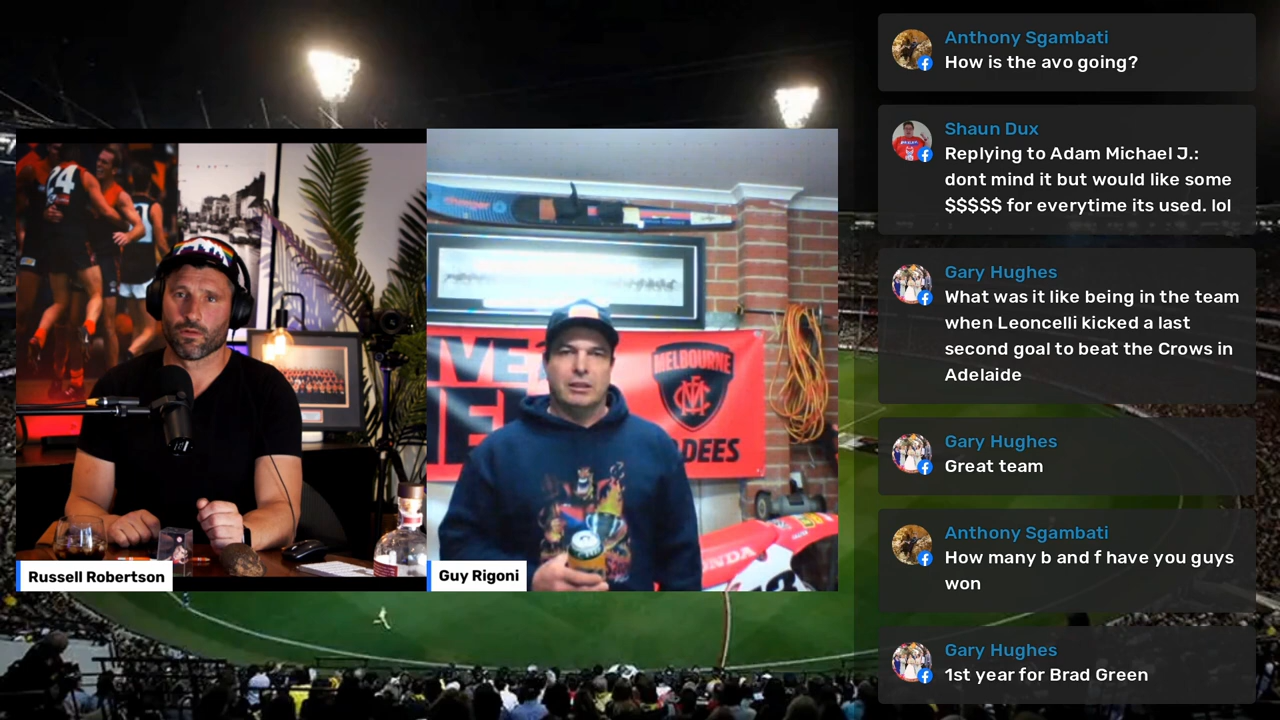 24
VE
DEES
MELBOURNE
HONDA
Russell Robertson
Guy Rigoni
Anthony Sgambati
How is the avo going?
Shaun Dux
Replying to Adam Michael J.:
dont mind it but would like some
$$$$$ for everytime its used. lol
Gary Hughes
What was it like being in the team
when Leoncelli kicked a last
second goal to beat the Crows in
Adelaide
Gary Hughes
Great team
Anthony Sgambati
How many b and f have you guys
won
Gary Hughes
1st year for Brad Green